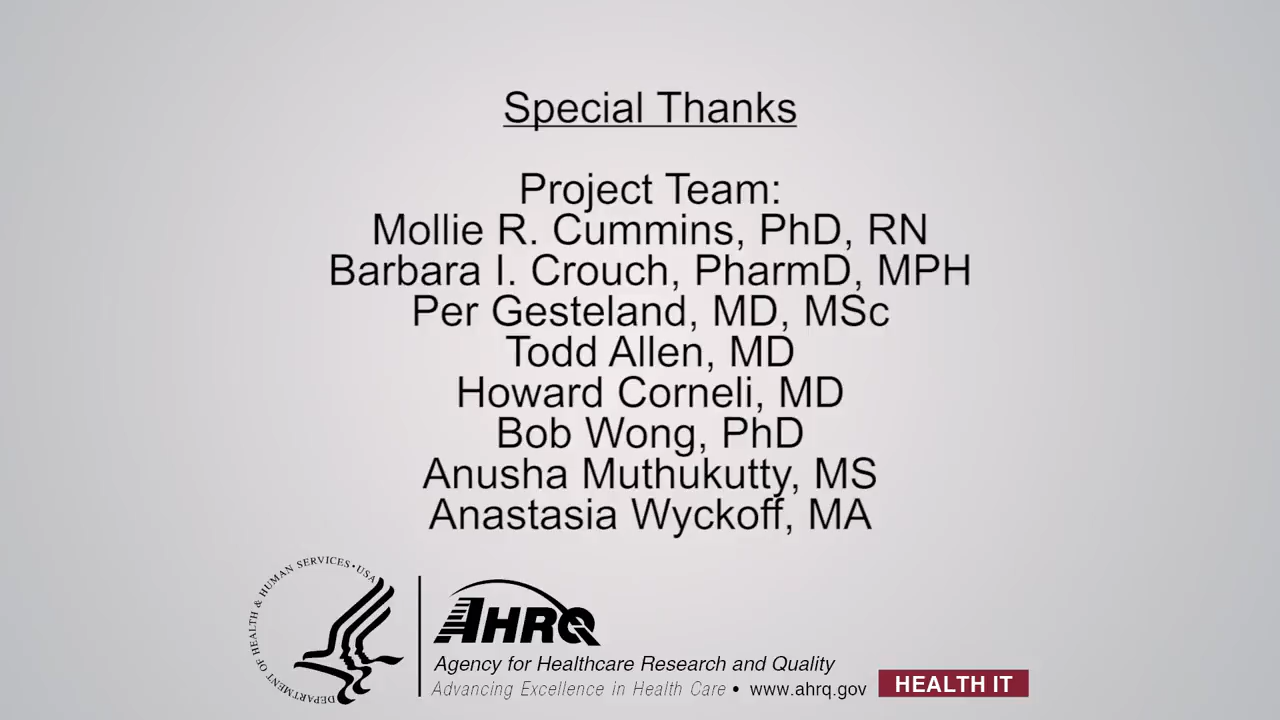 Special Thanks
Project Team:
Mollie R. Cummins, PhD, RN
Barbara I. Crouch, PharmD, MPH
Per Gesteland, MD, MSc
Todd Allen, MD
Howard Corneli, MD
Bob Wong, PhD
Anusha Muthukutty, MS
Anastasia Wyckoff, MA
DEPARTMENT OF HEALTH & HUMAN SERVICES • USA
AHRQ
Agency for Healthcare Research and Quality
Advancing Excellence in Health Care • www.ahrq.gov
HEALTH IT